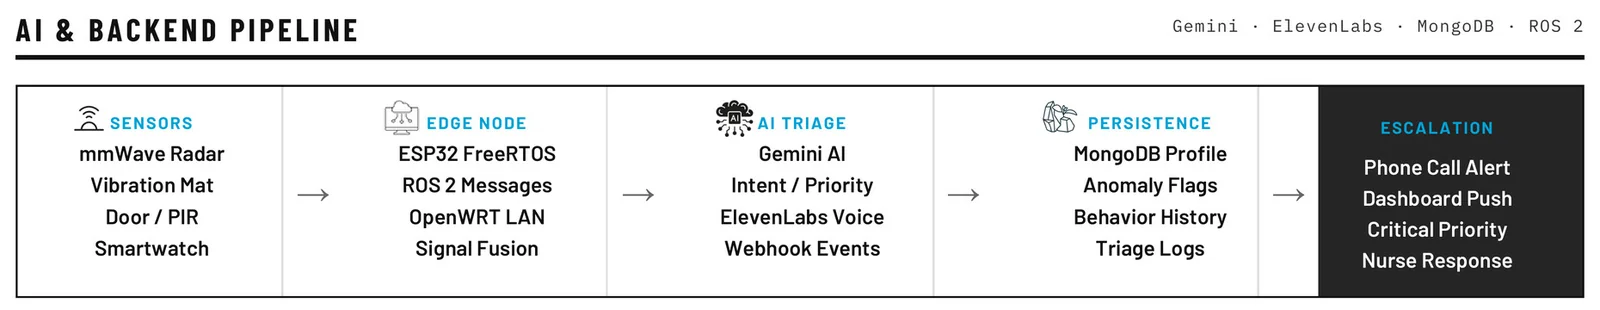 AI & BACKEND PIPELINE
Gemini · ElevenLabs · MongoDB · ROS 2
SENSORS
mmWave Radar
Vibration Mat
Door / PIR
Smartwatch
→
EDGE NODE
ESP32 FreeRTOS
ROS 2 Messages
OpenWRT LAN
Signal Fusion
→
AI
AI TRIAGE
Gemini AI
Intent / Priority
ElevenLabs Voice
Webhook Events
→
PERSISTENCE
MongoDB Profile
Anomaly Flags
Behavior History
Triage Logs
→
ESCALATION
Phone Call Alert
Dashboard Push
Critical Priority
Nurse Response